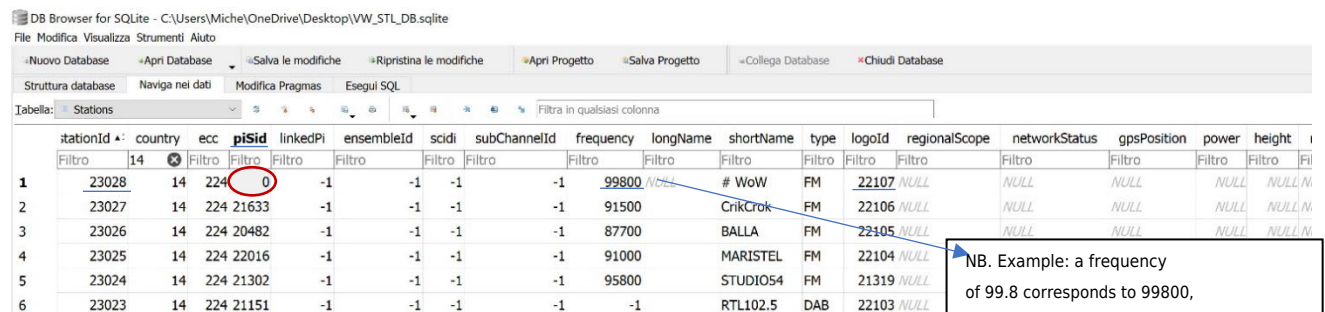 DB Browser for SQLite - C:\Users\Miche\OneDrive\Desktop\VW_STL_DB.sqlite
File Modifica Visualizza Strumenti Aiuto
Nuovo Database Apri Database Salva le modifiche Ripristina le modifiche Apri Progetto Salva Progetto Collega Database Chiudi Database
Struttura database Naviga nei dati Modifica Pragmas Esegui SQL
Tabella: Stations Filtra in qualsiasi colonna
stationId country ecc piSid linkedPi ensembleId scidi subChannelId frequency longName shortName type logoId regionalScope networkStatus gpsPosition power height
Filtro 14 Filtro Filtro Filtro Filtro Filtro Filtro Filtro Filtro Filtro Filtro Filtro Filtro Filtro Filtro Filtro Filtro
1 23028 14 224 0 -1 -1 -1 -1 99800 NULL # WoW FM 22107 NULL NULL NULL NULL NULL
2 23027 14 224 21633 -1 -1 -1 -1 91500 CrikCrok FM 22106 NULL NULL NULL NULL NULL
3 23026 14 224 20482 -1 -1 -1 -1 87700 BALLA FM 22105 NULL NULL NULL NULL NULL
4 23025 14 224 22016 -1 -1 -1 -1 91000 MARISTEL FM 22104 NULL
5 23024 14 224 21302 -1 -1 -1 -1 95800 STUDIO54 FM 21319 NULL
6 23023 14 224 21151 -1 -1 -1 -1 -1 RTL102.5 DAB 22103 NULL
NB. Example: a frequency
of 99.8 corresponds to 99800,